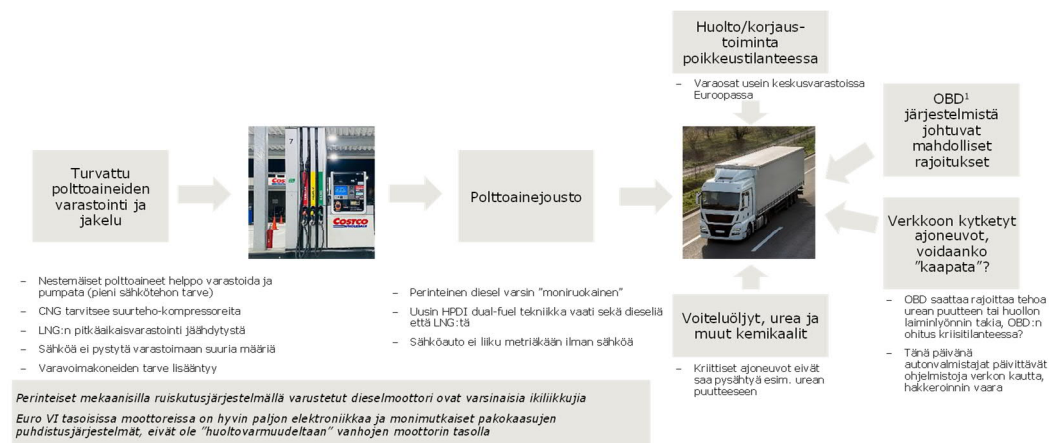 Huolto/korjaus-
toiminta
poikkeustilanteessa
– Varaosat usein keskusvarastoissa
Euroopassa
OBD¹
järjestelmistä
johtuvat
mahdolliset
rajoitukset
Turvattu
polttoaineiden
varastointi ja
jakelu
7
COSTCO
Polttoainejousto
Verkkoon kytketyt
ajoneuvot,
voidaanko
"kaapata"?
– Nestemäiset polttoaineet helppo varastoida ja
pumpata (pieni sähkötehon tarve)
– CNG tarvitsee suurteho-kompressoreita
– LNG:n pitkäaikaisvarastointi jäähdytystä
– Sähköä ei pystytä varastoimaan suuria määriä
– Varavoimakoneiden tarve lisääntyy
– Perinteinen diesel varsin "moniruokainen"
– Uusin HPDI dual-fuel tekniikka vaati sekä dieseliä
että LNG:tä
– Sähköauto ei liiku metriäkään ilman sähköä
Voiteluöljyt, urea ja
muut kemikaalit
– Kriittiset ajoneuvot eivät
saa pysähtyä esim. urean
puutteeseen
– OBD saattaa rajoittaa tehoa
urean puutteen tai huollon
laiminlyönnin takia, OBD:n
ohitus kriisitilanteessa?
– Tänä päivänä
autonvalmistajat päivittävät
ohjelmistoja verkon kautta,
hakkeroinnin vaara
Perinteiset mekaanisilla ruiskutusjärjestelmällä varustetut dieselmoottori ovat varsinaisia ikiliikkujia
Euro VI tasoisissa moottoreissa on hyvin paljon elektroniikkaa ja monimutkaiset pakokaasujen
puhdistusjärjestelmät, eivät ole "huoltovarmuudeltaan" vanhojen moottorin tasolla